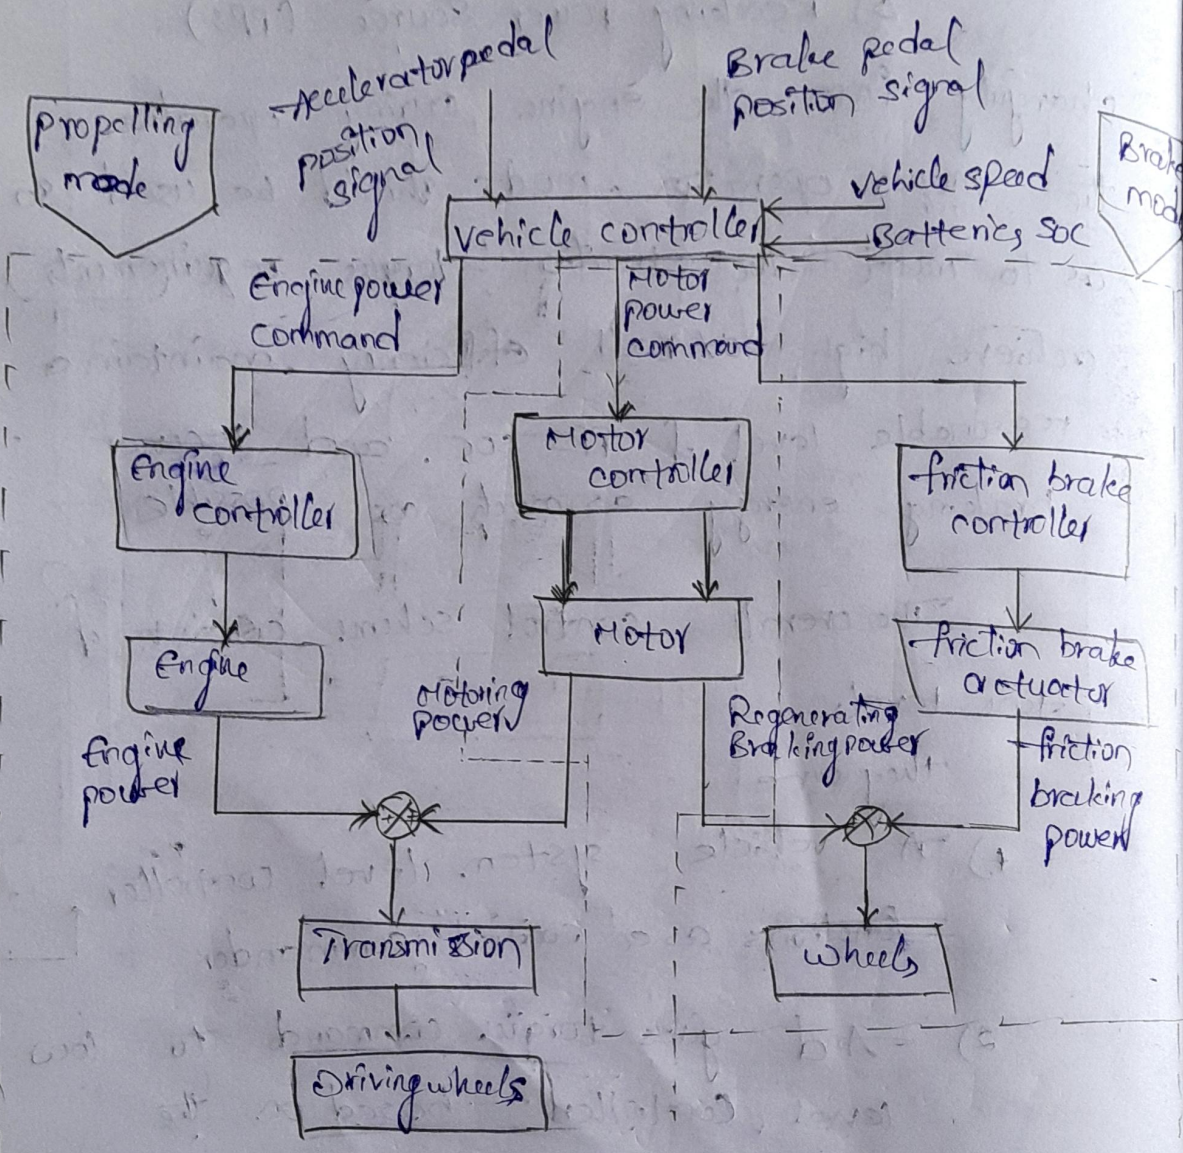 Accelerator pedal
position
signal
Brake pedal
position signal
propelling
mode
Brake
mod
vehicle speed
vehicle controller
Batteries SOC
Engine power
command
Motor
power
command
Engine
controller
Motor
controller
friction brake
controller
Engine
Motor
friction brake
actuator
Motoring
power
Regenerating
Braking power
Engine
power
friction
braking
power
Transmission
wheels
Driving wheels